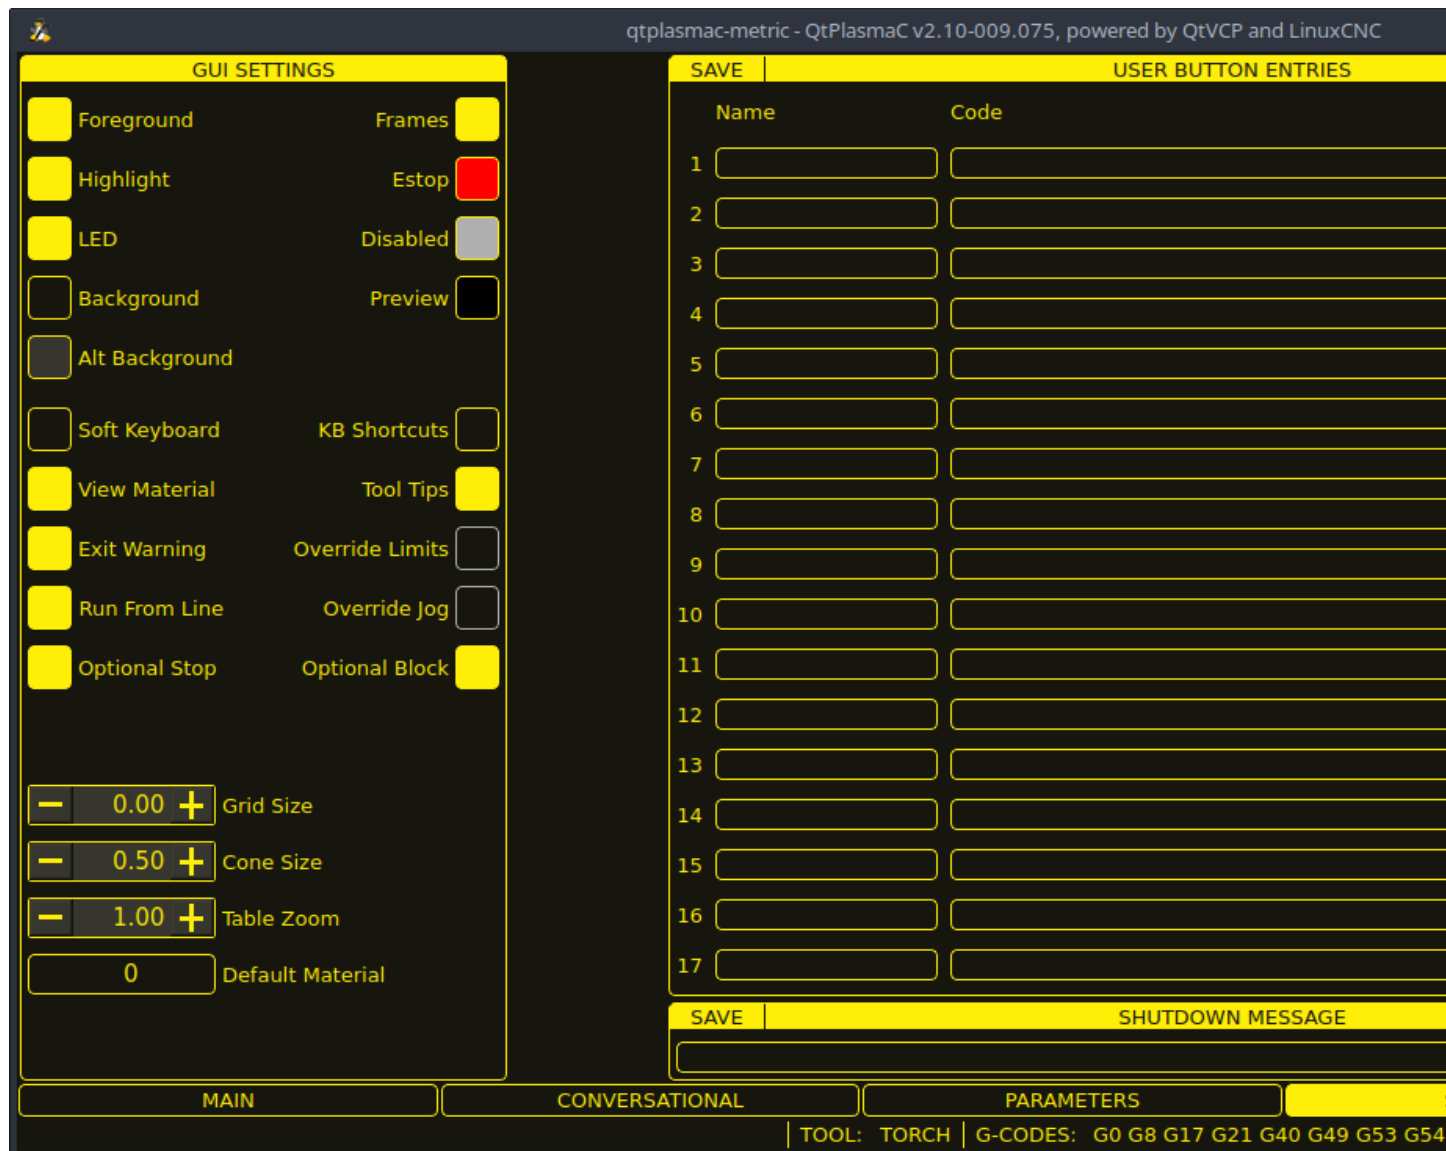 qtplasmac-metric - QtPlasmaC v2.10-009.075, powered by QtVCP and LinuxCNC
GUI SETTINGS
Foreground Frames
Highlight Estop
LED Disabled
Background Preview
Alt Background
Soft Keyboard KB Shortcuts
View Material Tool Tips
Exit Warning Override Limits
Run From Line Override Jog
Optional Stop Optional Block
− 0.00 + Grid Size
− 0.50 + Cone Size
− 1.00 + Table Zoom
0 Default Material
SAVE USER BUTTON ENTRIES
Name Code
1
2
3
4
5
6
7
8
9
10
11
12
13
14
15
16
17
SAVE SHUTDOWN MESSAGE
MAIN CONVERSATIONAL PARAMETERS
TOOL: TORCH G-CODES: G0 G8 G17 G21 G40 G49 G53 G54